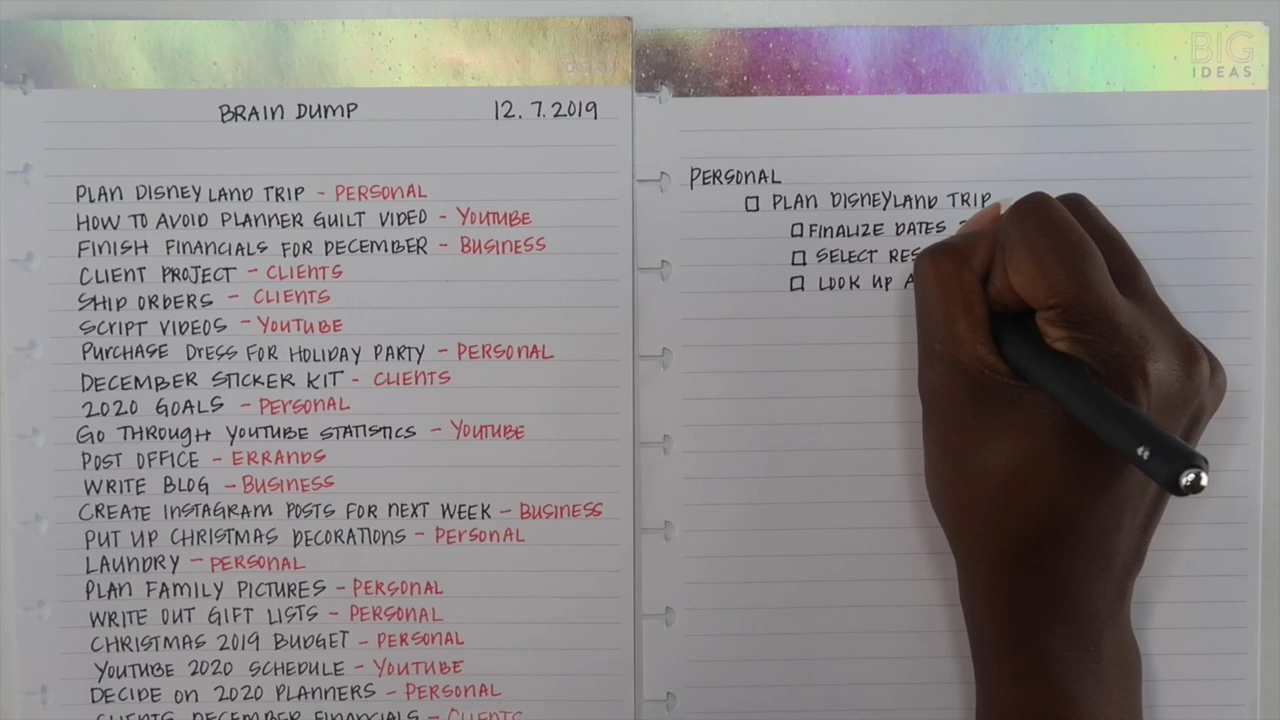 BRAIN DUMP 12. 7. 2019
PLAN DISNEYLAND TRIP - PERSONAL
HOW TO AVOID PLANNER GUILT VIDEO - YOUTUBE
FINISH FINANCIALS FOR DECEMBER - BUSINESS
CLIENT PROJECT - CLIENTS
SHIP ORDERS - CLIENTS
SCRIPT VIDEOS - YOUTUBE
PURCHASE DRESS FOR HOLIDAY PARTY - PERSONAL
DECEMBER STICKER KIT - CLIENTS
2020 GOALS - PERSONAL
GO THROUGH YOUTUBE STATISTICS - YOUTUBE
POST OFFICE - ERRANDS
WRITE BLOG - BUSINESS
CREATE INSTAGRAM POSTS FOR NEXT WEEK - BUSINESS
PUT UP CHRISTMAS DECORATIONS - PERSONAL
LAUNDRY - PERSONAL
PLAN FAMILY PICTURES - PERSONAL
WRITE OUT GIFT LISTS - PERSONAL
CHRISTMAS 2019 BUDGET - PERSONAL
YOUTUBE 2020 SCHEDULE - YOUTUBE
DECIDE ON 2020 PLANNERS - PERSONAL
CLIENTS DECEMBER FINANCIALS - CLIENTS
BIG
IDEAS
PERSONAL
PLAN DISNEYLAND TRIP
FINALIZE DATES
SELECT
LOOK UP